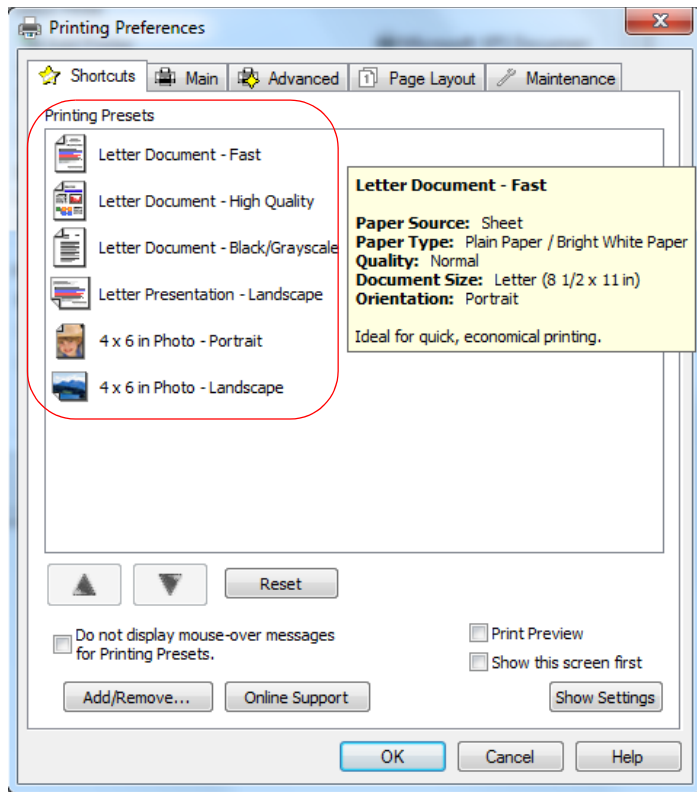 Printing Preferences
Shortcuts Main Advanced 1 Page Layout Maintenance
Printing Presets
Letter Document - Fast
Letter Document - High Quality
Letter Document - Black/Grayscale
Letter Presentation - Landscape
4 x 6 in Photo - Portrait
4 x 6 in Photo - Landscape
Letter Document - Fast
Paper Source: Sheet
Paper Type: Plain Paper / Bright White Paper
Quality: Normal
Document Size: Letter (8 1/2 x 11 in)
Orientation: Portrait
Ideal for quick, economical printing.
Reset
Do not display mouse-over messages
for Printing Presets.
Print Preview
Show this screen first
Add/Remove... Online Support Show Settings
OK Cancel Help